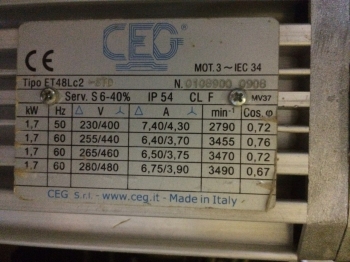 CEG
CE MOT. 3~IEC 34
Tipo ET48Lc2 N. 0108900 0906
Serv. S 6-40% IP 54 CL F MV37
kW Hz Δ V Y Δ A Y min⁻¹ Cos.φ
1,7 50 230/400 7,40/4,30 2790 0,72
1,7 60 255/440 6,40/3,70 3455 0,76
1,7 60 265/460 6,50/3,75 3470 0,72
1,7 60 280/480 6,75/3,90 3490 0,67
CEG S.r.l. - www.ceg.it - Made in Italy